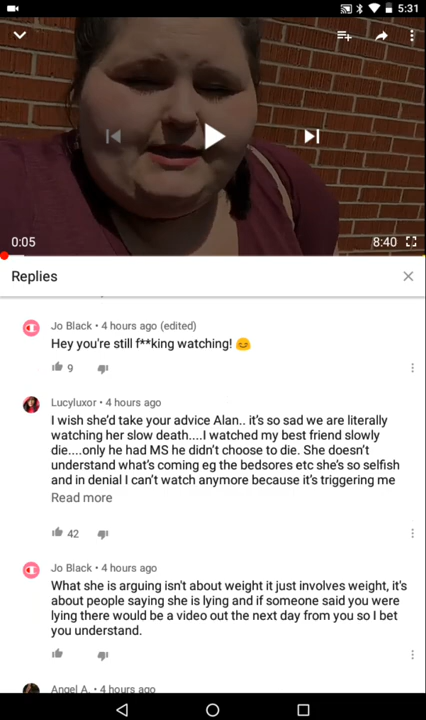 5:31
0:05
8:40
Replies
Jo Black • 4 hours ago (edited)
Hey you're still f**king watching! 😊
9
Lucyluxor • 4 hours ago
I wish she'd take your advice Alan.. it's so sad we are literally
watching her slow death....I watched my best friend slowly
die....only he had MS he didn't choose to die. She doesn't
understand what's coming eg the bedsores etc she's so selfish
and in denial I can't watch anymore because it's triggering me
Read more
42
Jo Black • 4 hours ago
What she is arguing isn't about weight it just involves weight, it's
about people saying she is lying and if someone said you were
lying there would be a video out the next day from you so I bet
you understand.
Angel A. • 4 hours ago